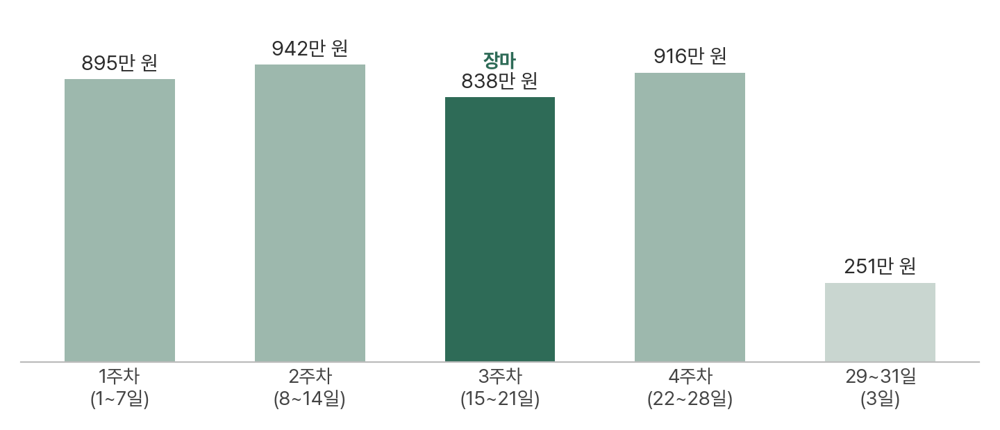 895만 원
942만 원
장마
838만 원
916만 원
251만 원
1주차
(1~7일)
2주차
(8~14일)
3주차
(15~21일)
4주차
(22~28일)
29~31일
(3일)